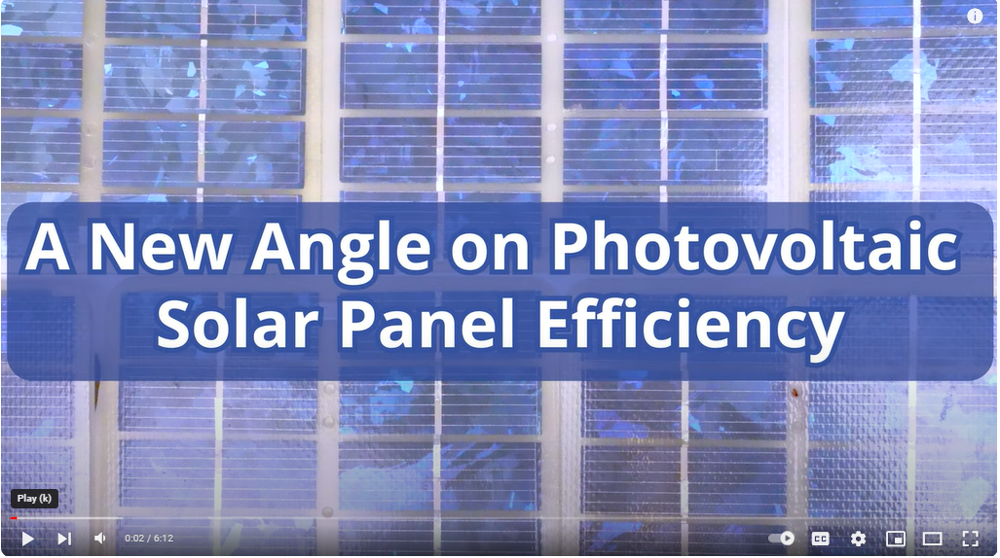 A New Angle on Photovoltaic
Solar Panel Efficiency
Play (k)
0:02 / 6:12
CC